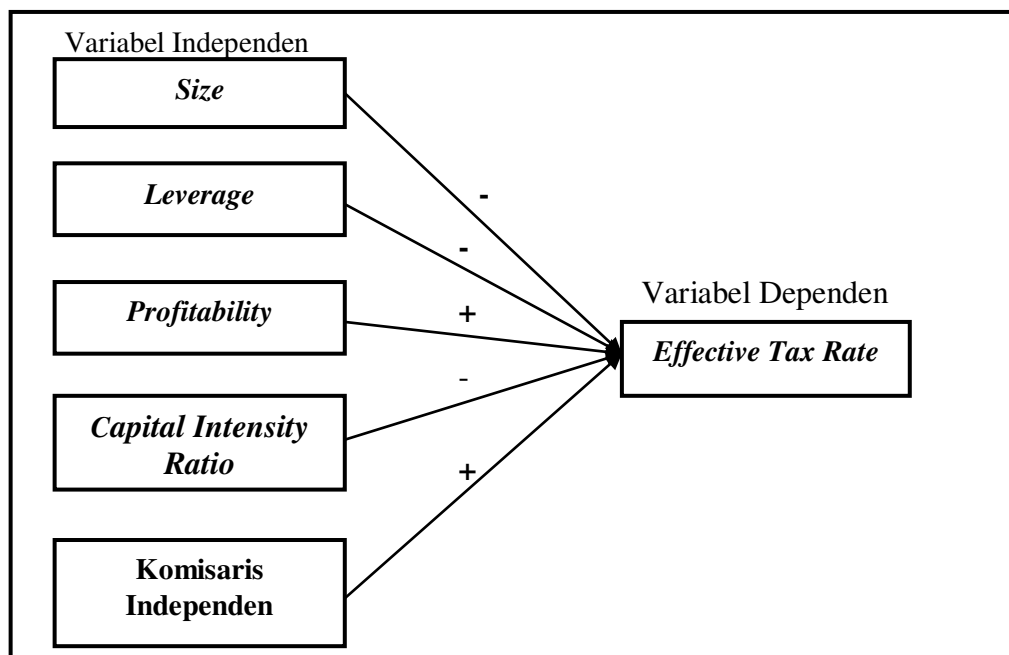 Variabel Independen
Size
-
Leverage
-
Variabel Dependen
Profitability
+
Effective Tax Rate
-
Capital Intensity
Ratio
+
Komisaris
Independen